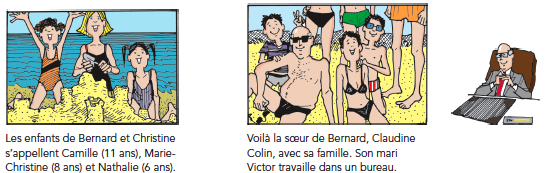 Les enfants de Bernard et Christine
s'appellent Camille (11 ans), Marie-
Christine (8 ans) et Nathalie (6 ans).
Voilà la sœur de Bernard, Claudine
Colin, avec sa famille. Son mari
Victor travaille dans un bureau.